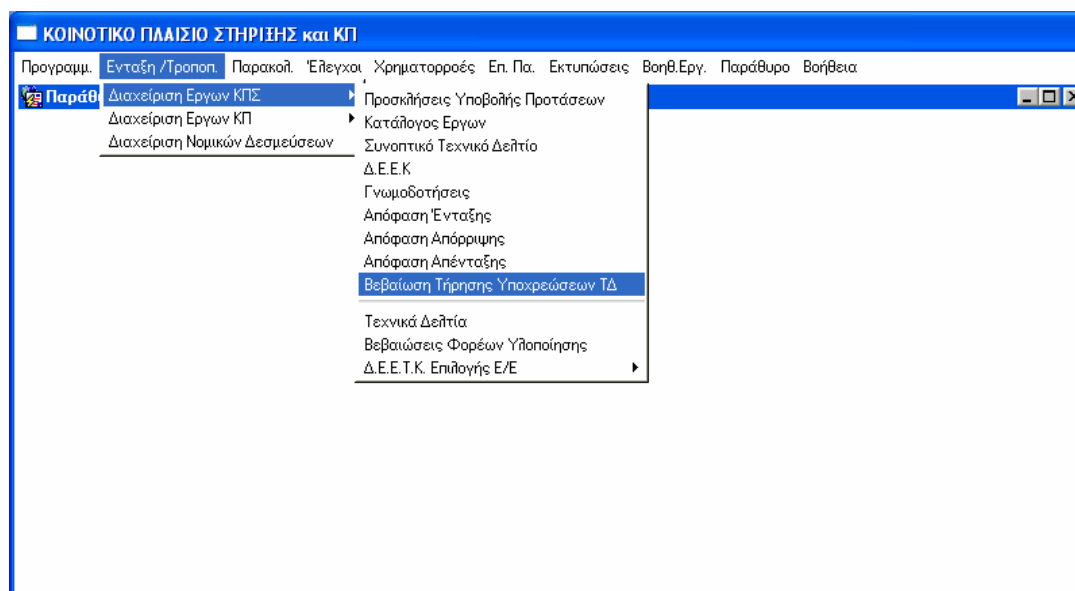 ΚΟΙΝΟΤΙΚΟ ΠΛΑΙΣΙΟ ΣΤΗΡΙΞΗΣ και ΚΠ
Προγραμμ. Ενταξη /Τροποπ. Παρακολ. Έλεγχοι Χρηματορροές Επ. Πα. Εκτυπώσεις Βοηθ.Εργ. Παράθυρο Βοήθεια
Παράθ
Διαχείριση Εργων ΚΠΣ
Διαχείριση Εργων ΚΠ
Διαχείριση Νομικών Δεσμεύσεων
Προσκλήσεις Υποβολής Προτάσεων
Κατάλογος Εργων
Συνοπτικό Τεχνικό Δελτίο
Δ.Ε.Ε.Κ
Γνωμοδοτήσεις
Απόφαση Ένταξης
Απόφαση Απόρριψης
Απόφαση Απένταξης
Βεβαίωση Τήρησης Υποχρεώσεων ΤΔ
Τεχνικά Δελτία
Βεβαιώσεις Φορέων Υλοποίησης
Δ.Ε.Ε.Τ.Κ. Επιλογής Ε/Ε